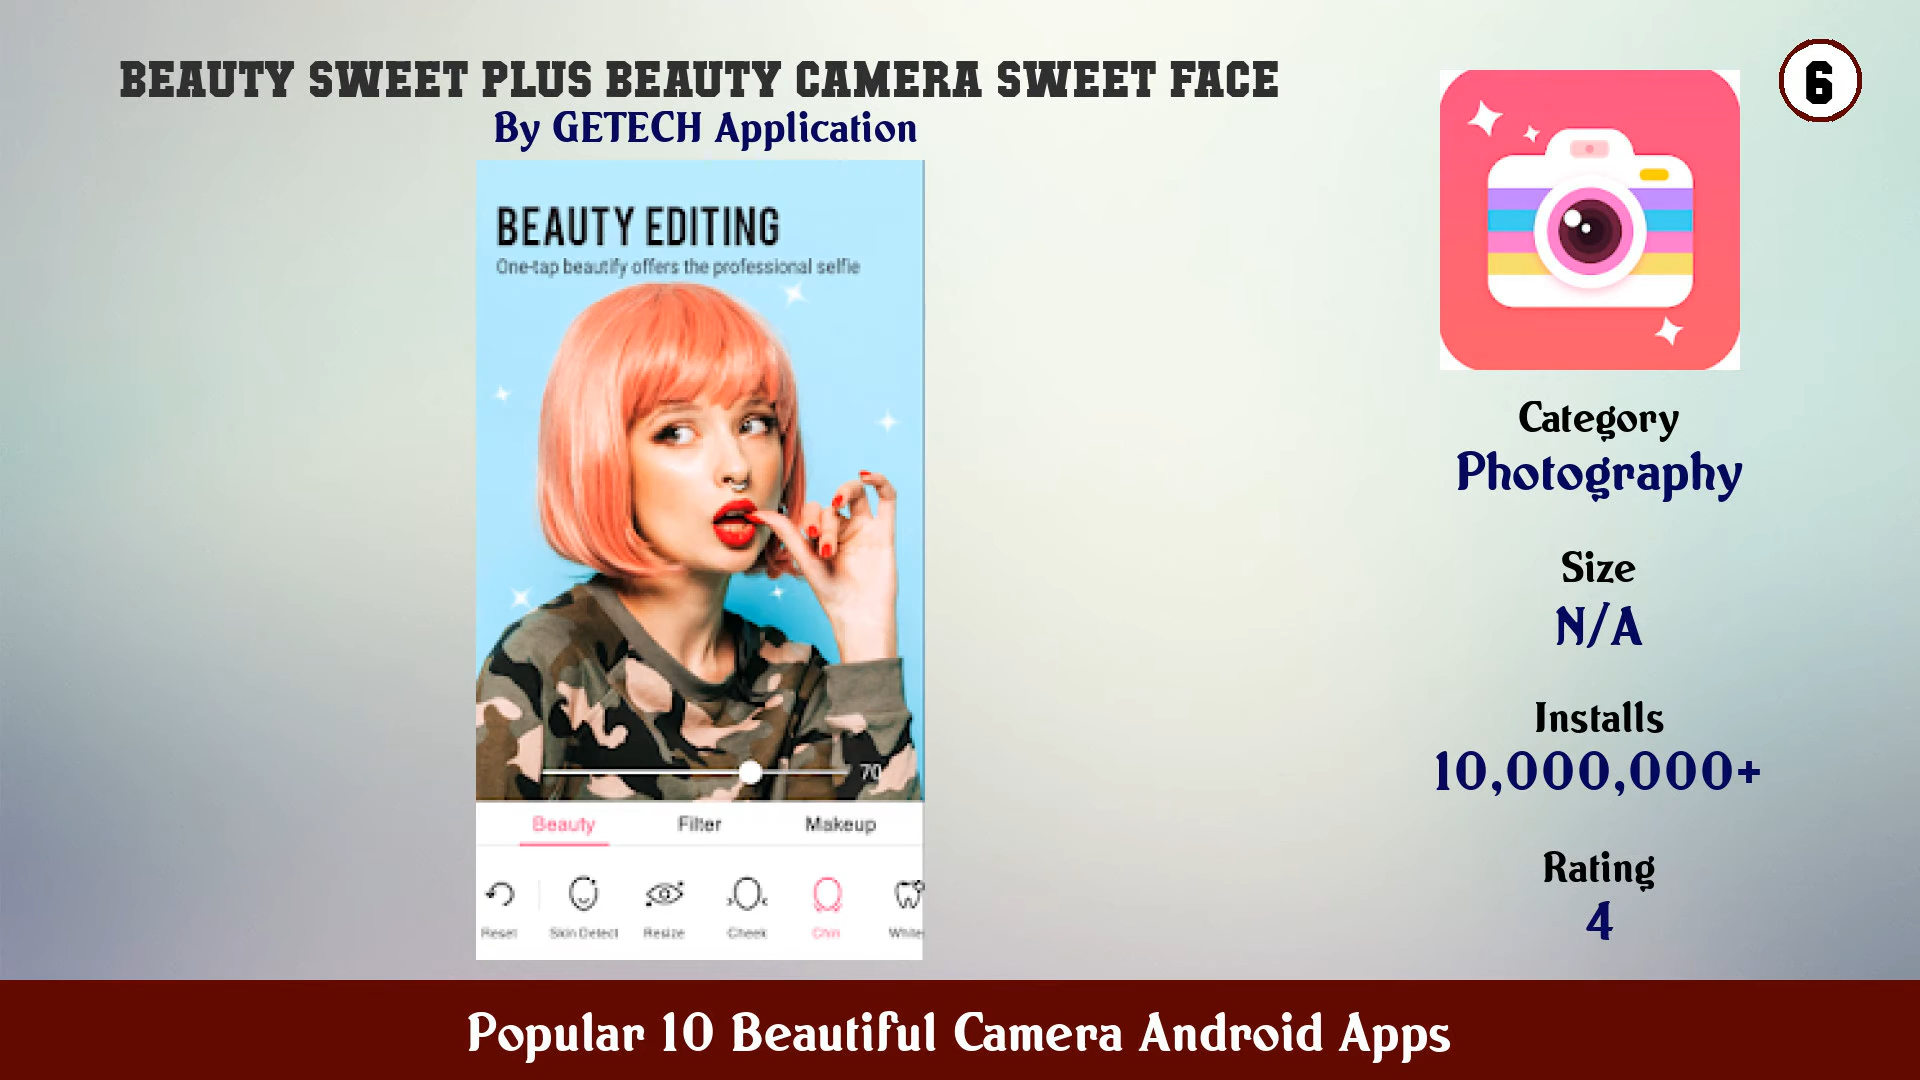 BEAUTY SWEET PLUS BEAUTY CAMERA SWEET FACE
By GETECH Application
6
BEAUTY EDITING
One-tap beautify offers the professional selfie
70
Beauty Filter Makeup
Reset Skin Detect Resize Cheek Chin White
Category
Photography
Size
N/A
Installs
10,000,000+
Rating
4
Popular 10 Beautiful Camera Android Apps